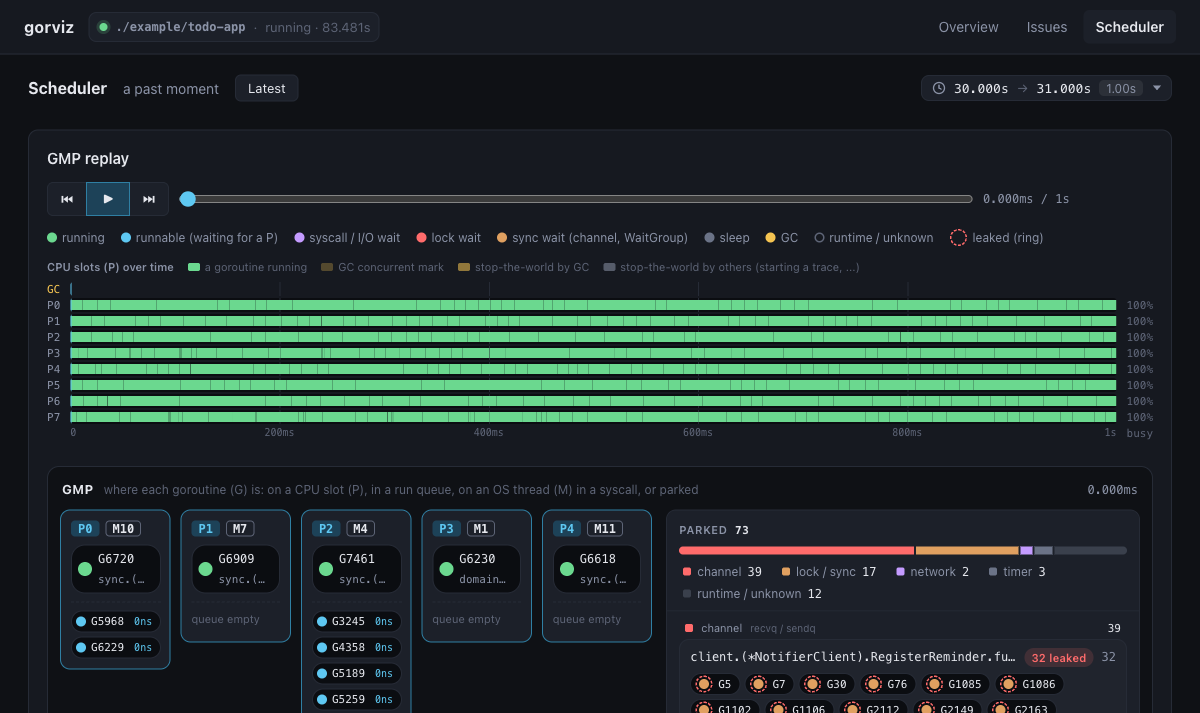 gorviz ./example/todo-app · running · 83.481s Overview Issues Scheduler
Scheduler a past moment Latest 30.000s → 31.000s 1.00s
GMP replay
0.000ms / 1s
running runnable (waiting for a P) syscall / I/O wait lock wait sync wait (channel, WaitGroup) sleep GC runtime / unknown leaked (ring)
CPU slots (P) over time a goroutine running GC concurrent mark stop-the-world by GC stop-the-world by others (starting a trace, …)
GC
P0 100%
P1 100%
P2 100%
P3 100%
P4 100%
P5 100%
P6 100%
P7 100%
0 200ms 400ms 600ms 800ms 1s busy
GMP where each goroutine (G) is: on a CPU slot (P), in a run queue, on an OS thread (M) in a syscall, or parked 0.000ms
P0 M10
G6720
sync.(…
G5968 0ns
G6229 0ns
P1 M7
G6909
sync.(…
queue empty
P2 M4
G7461
sync.(…
G3245 0ns
G4358 0ns
G5189 0ns
G5259 0ns
P3 M1
G6230
domain…
queue empty
P4 M11
G6618
sync.(…
queue empty
PARKED 73
channel 39 lock / sync 17 network 2 timer 3
runtime / unknown 12
channel recvq / sendq 39
client.(*NotifierClient).RegisterReminder.fu… 32 leaked 32
G5 G7 G30 G76 G1085 G1086
G1102 G1106 G2112 G2149 G2163